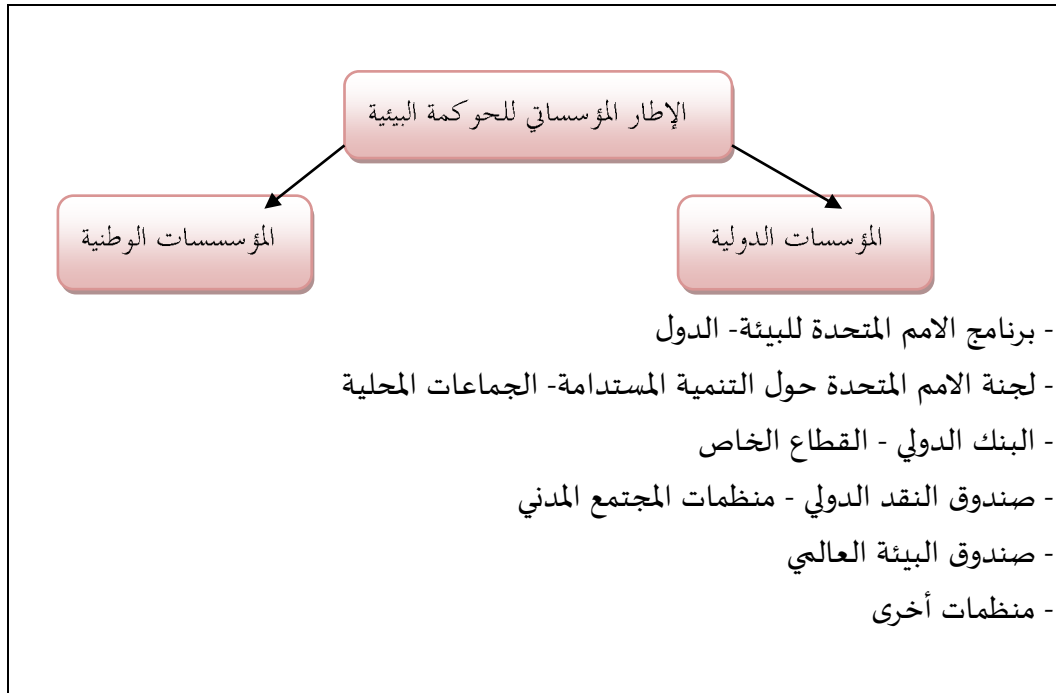 الإطار المؤسساتي للحوكمة البيئية
المؤسسات الدولية
المؤسسسات الوطنية
- برنامج الامم المتحدة للبيئة- الدول
- لجنة الامم المتحدة حول التنمية المستدامة- الجماعات المحلية
- البنك الدولي - القطاع الخاص
- صندوق النقد الدولي - منظمات المجتمع المدني
- صندوق البيئة العالمي
- منظمات أخرى